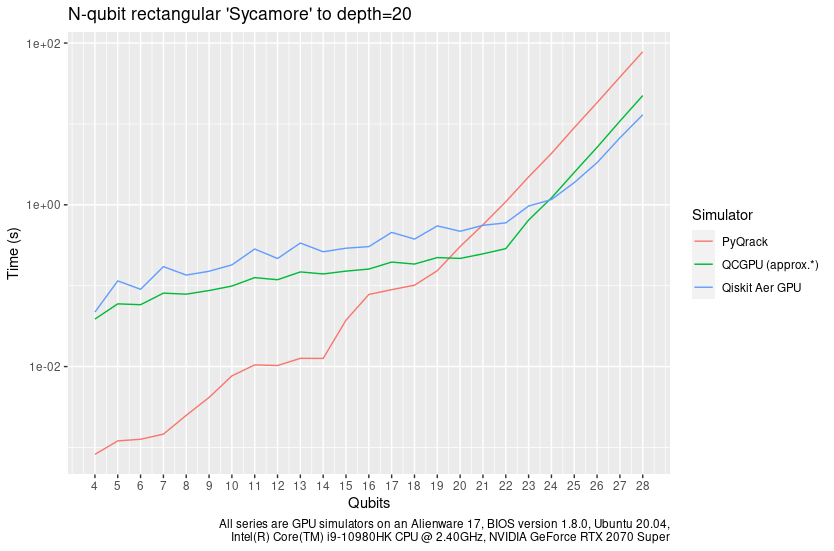 N-qubit rectangular 'Sycamore' to depth=20
1e+02
1e+00
1e-02
Time (s)
4 5 6 7 8 9 10 11 12 13 14 15 16 17 18 19 20 21 22 23 24 25 26 27 28
Qubits
Simulator
PyQrack
QCGPU (approx.*)
Qiskit Aer GPU
All series are GPU simulators on an Alienware 17, BIOS version 1.8.0, Ubuntu 20.04,
Intel(R) Core(TM) i9-10980HK CPU @ 2.40GHz, NVIDIA GeForce RTX 2070 Super